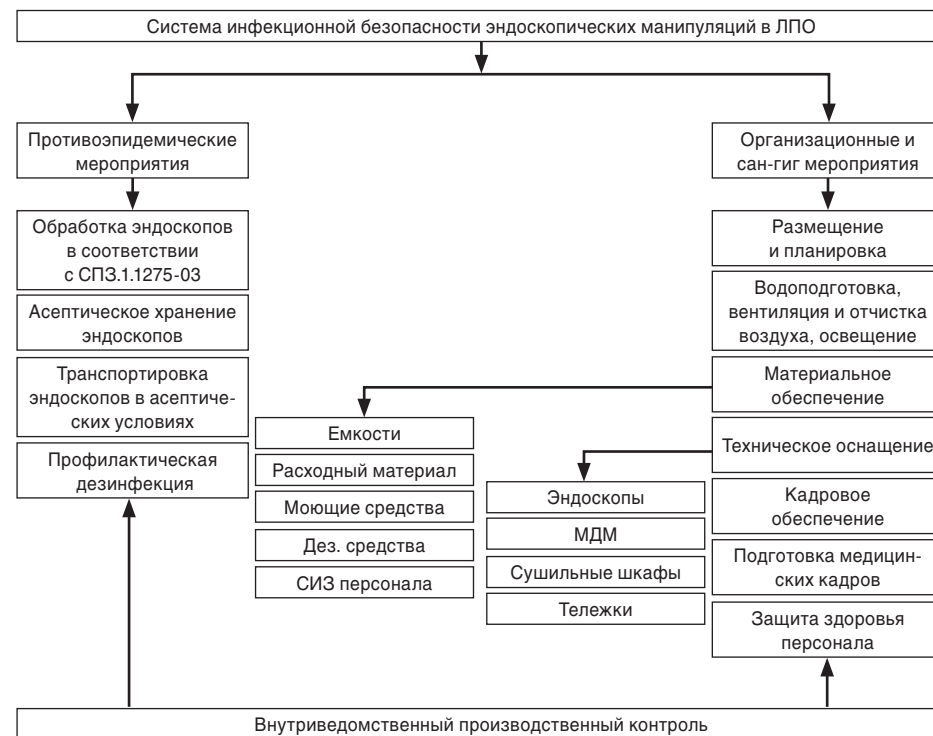 Система инфекционной безопасности эндоскопических манипуляций в ЛПО
Противоэпидемические
мероприятия
Организационные и
сан-гиг мероприятия
Обработка эндоскопов
в соответствии
с СПЗ.1.1275-03
Асептическое хранение
эндоскопов
Транспортировка
эндоскопов в асептиче-
ских условиях
Профилактическая
дезинфекция
Размещение
и планировка
Водоподготовка,
вентиляция и отчистка
воздуха, освещение
Материальное
обеспечение
Техническое оснащение
Кадровое
обеспечение
Подготовка медицин-
ских кадров
Защита здоровья
персонала
Емкости
Расходный материал
Моющие средства
Дез. средства
СИЗ персонала
Эндоскопы
МДМ
Сушильные шкафы
Тележки
Внутриведомственный производственный контроль